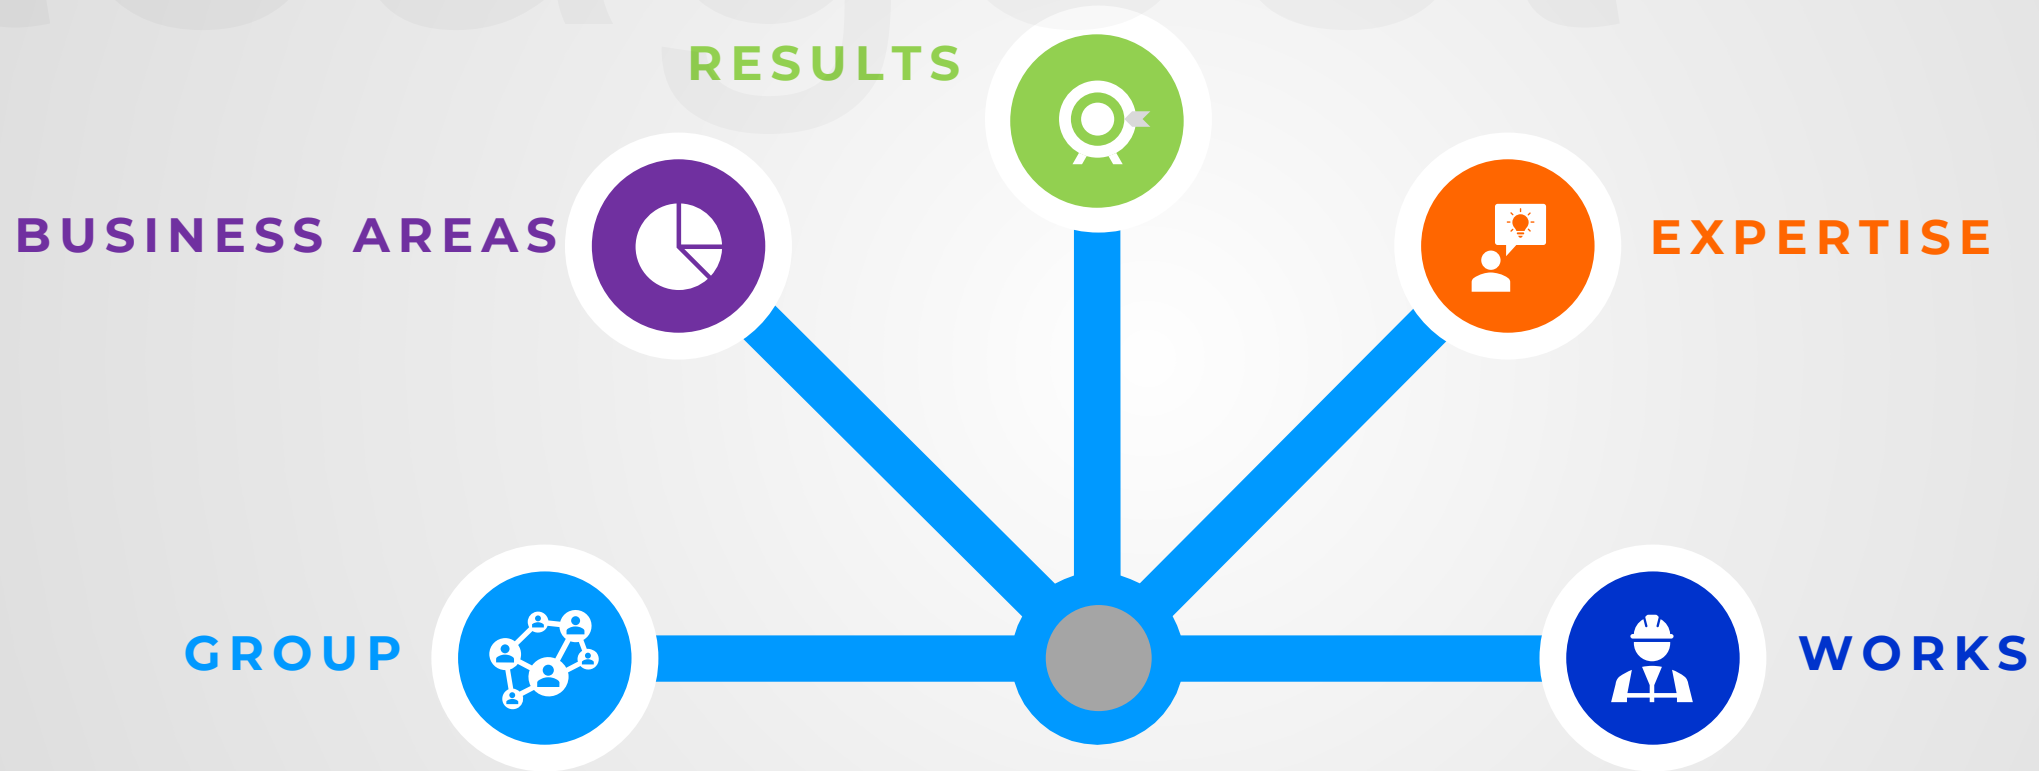 RESULTS
BUSINESS AREAS
EXPERTISE
GROUP
WORKS